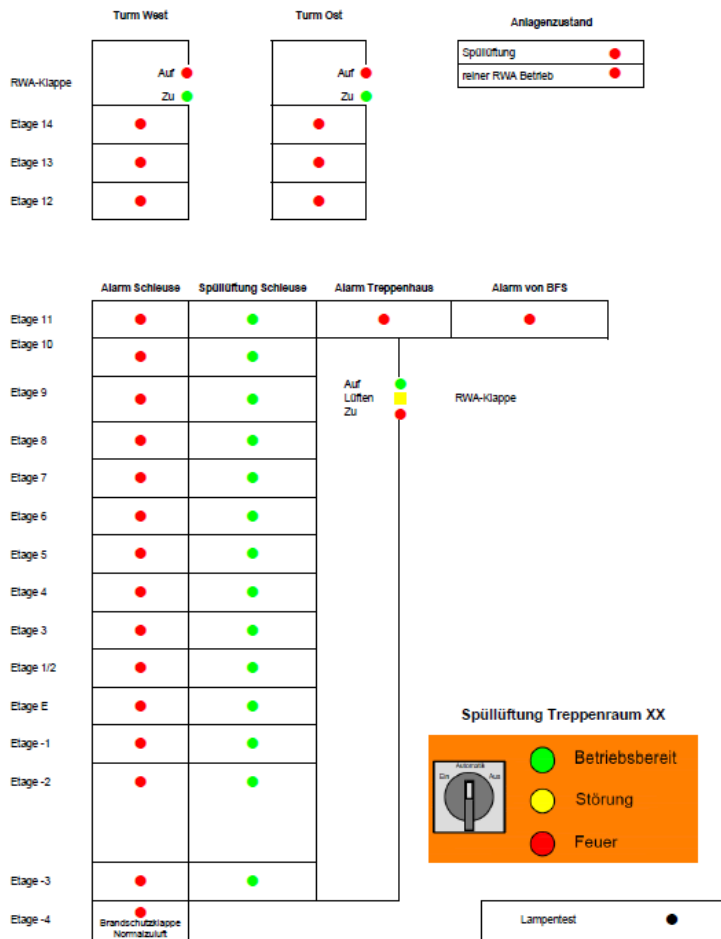 Turm West
Turm Ost
Anlagenzustand
Spüllüftung
reiner RWA Betrieb
RWA-Klappe
Auf
Zu
Auf
Zu
Etage 14
Etage 13
Etage 12
Alarm Schleuse
Spüllüftung Schleuse
Alarm Treppenhaus
Alarm von BFS
Etage 11
Etage 10
Etage 9
Auf
Lüften
Zu
RWA-Klappe
Etage 8
Etage 7
Etage 6
Etage 5
Etage 4
Etage 3
Etage 1/2
Etage E
Etage -1
Etage -2
Spüllüftung Treppenraum XX
Automatik
Ein
Aus
Betriebsbereit
Störung
Feuer
Etage -3
Etage -4
Brandschutzklappe
Normalzuluft
Lampentest